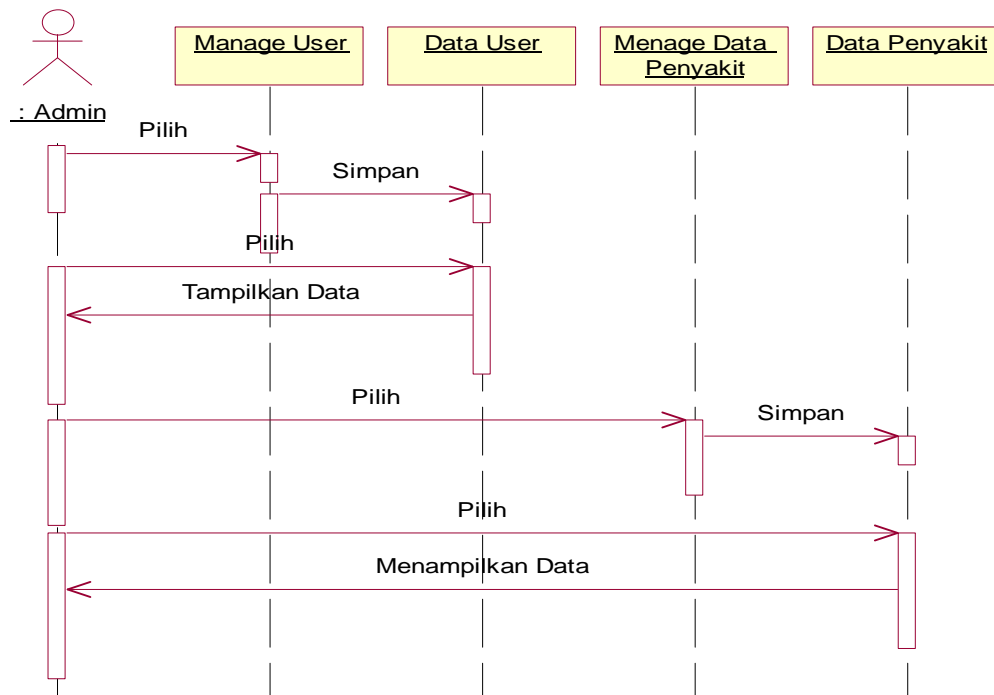 Manage User
Data User
Menage Data
Penyakit
Data Penyakit
: Admin
Pilih
Simpan
Pilih
Tampilkan Data
Pilih
Simpan
Pilih
Menampilkan Data